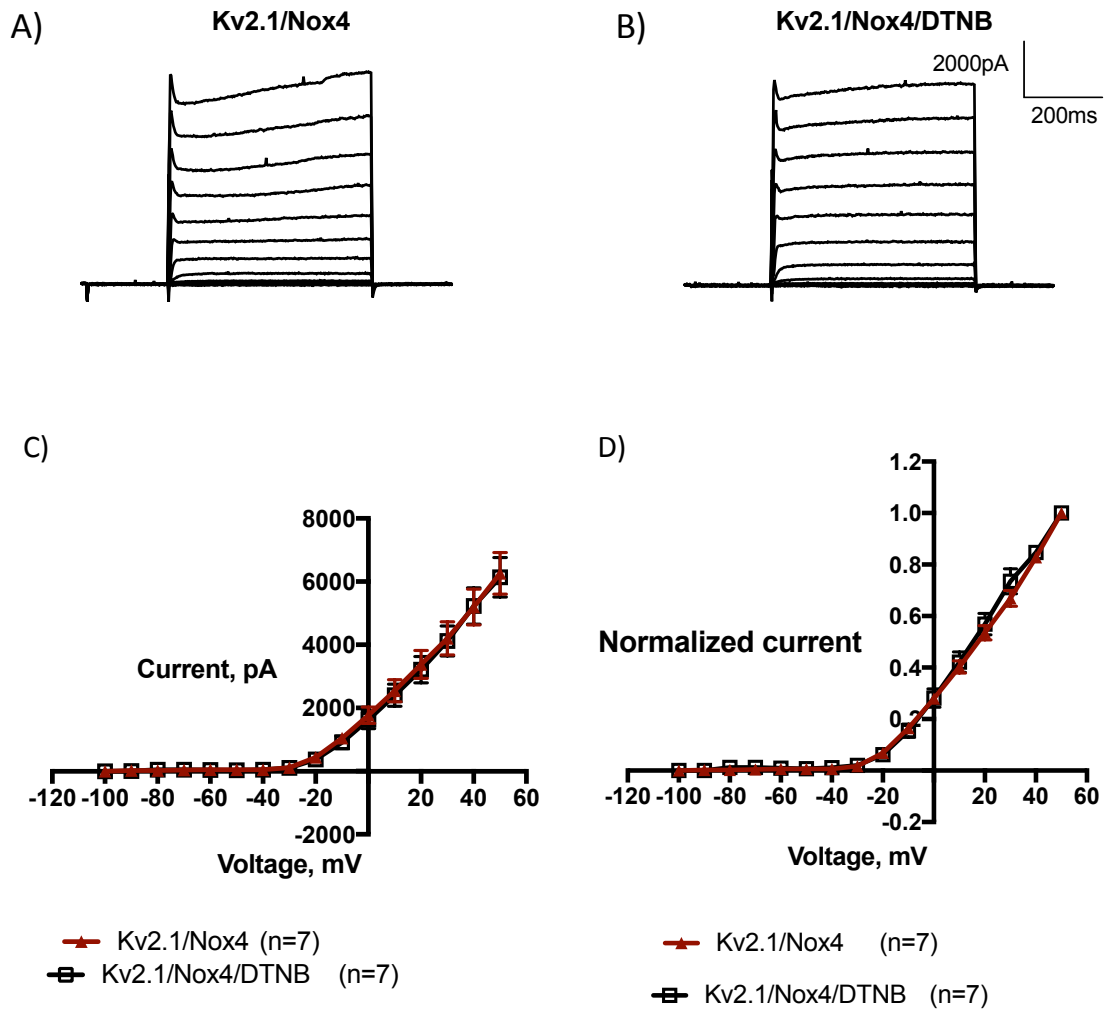 A)
Kv2.1/Nox4
B)
Kv2.1/Nox4/DTNB
2000pA
200ms
C)
8000
6000
4000
2000
-2000
Current, pA
-120 -100 -80 -60 -40 -20 20 40 60
Voltage, mV
Kv2.1/Nox4 (n=7)
Kv2.1/Nox4/DTNB (n=7)
D)
1.2
1.0
0.8
0.6
0.4
0.2
-0.2
Normalized current
-120 -100 -80 -60 -40 -20 20 40 60
Voltage, mV
Kv2.1/Nox4 (n=7)
Kv2.1/Nox4/DTNB (n=7)